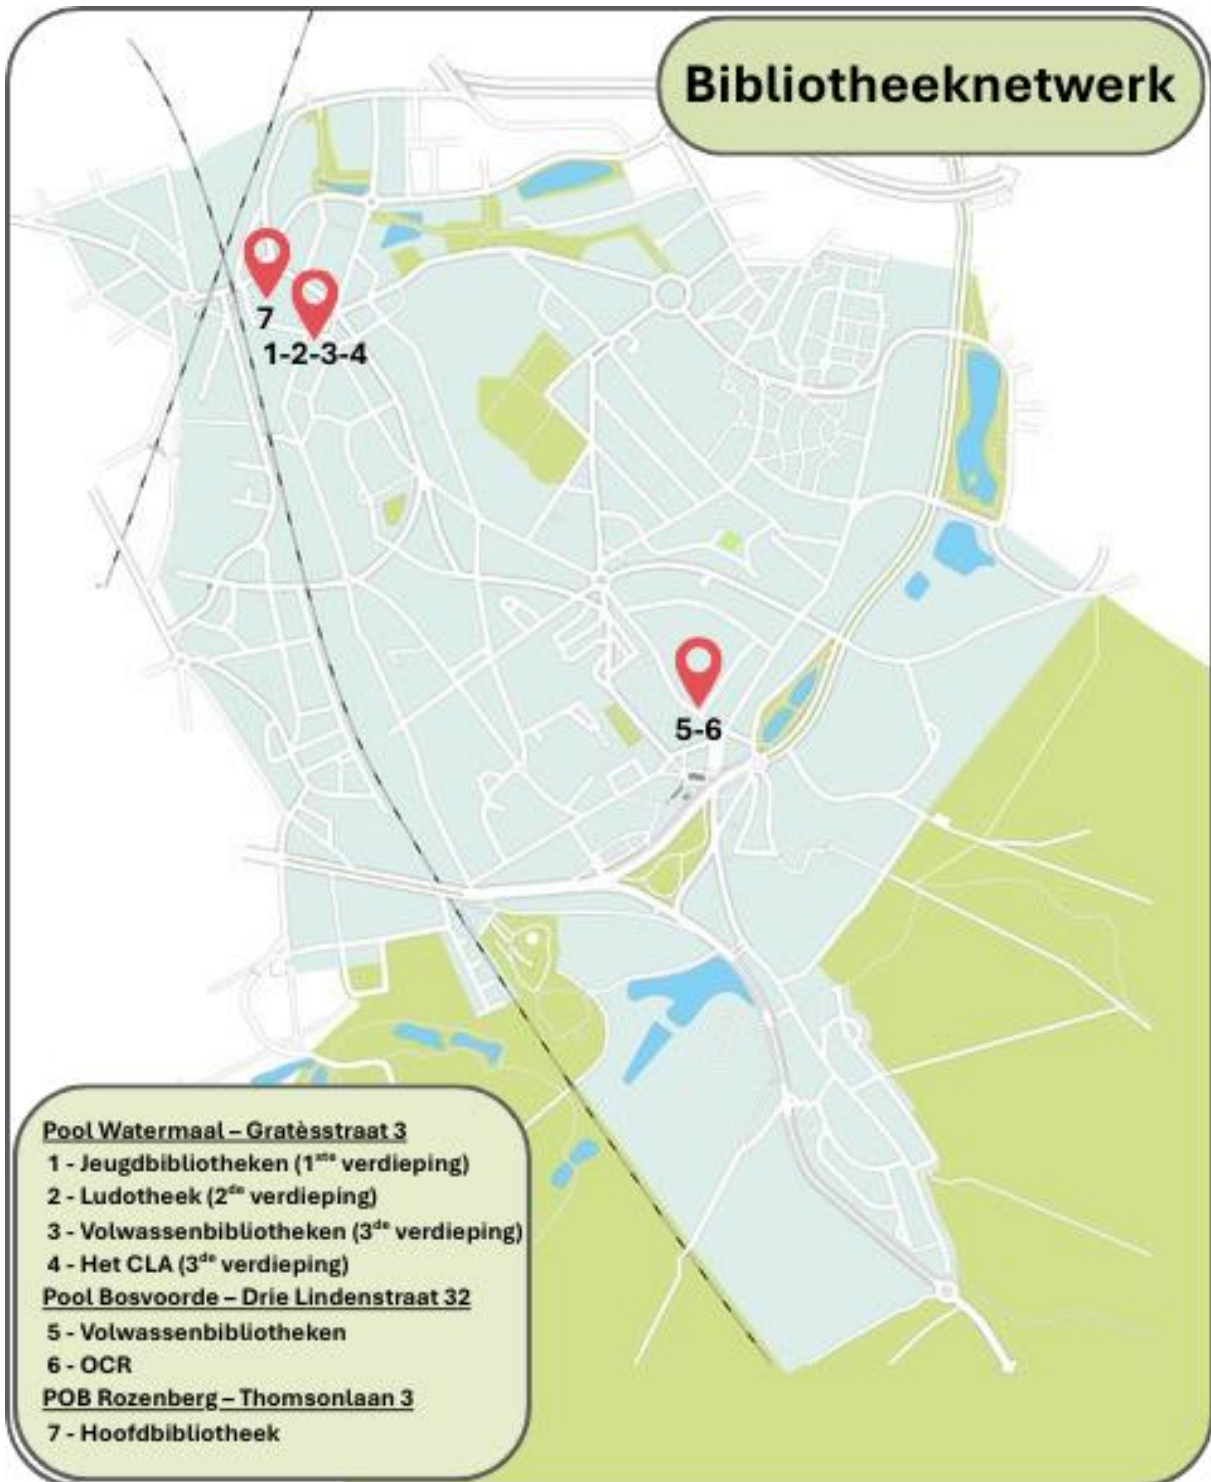 Bibliotheeknetwerk
7
1-2-3-4
5-6
Pool Watermaal – Gratèsstraat 3
1 - Jeugdbibliotheken (1ste verdieping)
2 - Ludotheek (2de verdieping)
3 - Volwassenbibliotheken (3de verdieping)
4 - Het CLA (3de verdieping)
Pool Bosvoorde – Drie Lindenstraat 32
5 - Volwassenbibliotheken
6 - OCR
POB Rozenberg – Thomsonlaan 3
7 - Hoofdbibliotheek